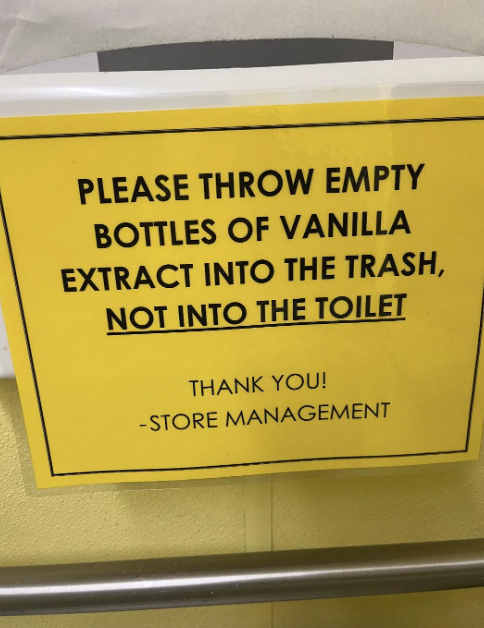 PLEASE THROW EMPTY
BOTTLES OF VANILLA
EXTRACT INTO THE TRASH,
NOT INTO THE TOILET
THANK YOU!
-STORE MANAGEMENT